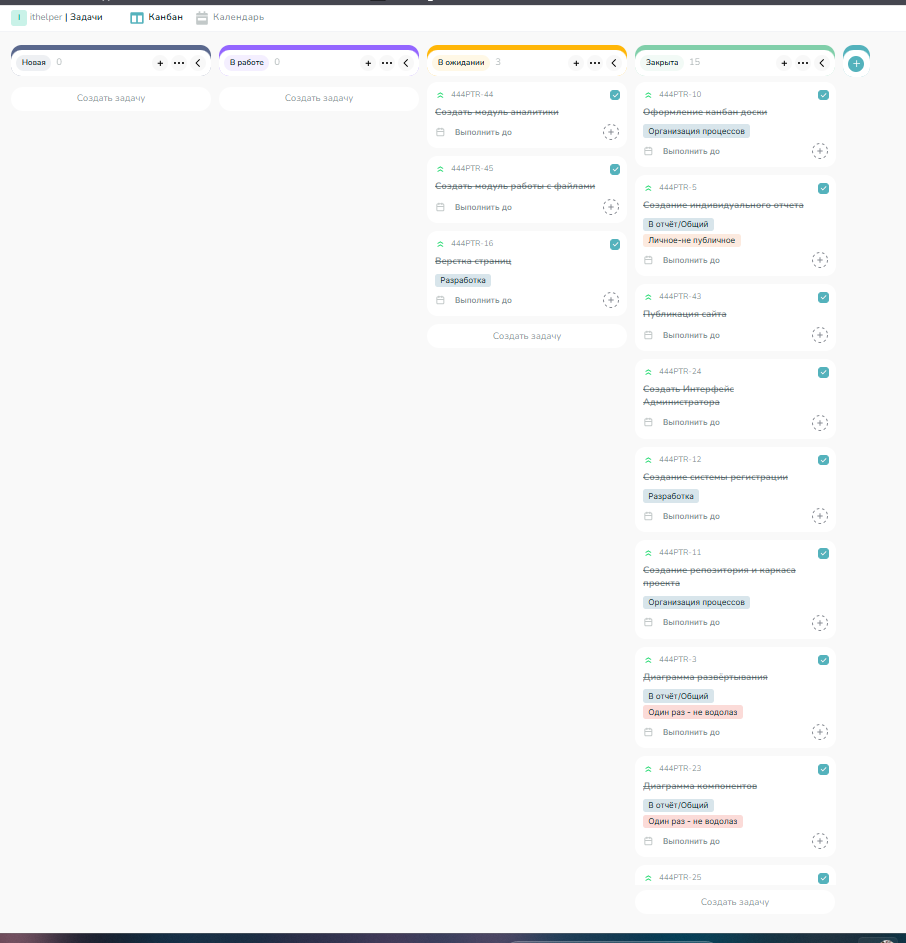 I ithelper | Задачи Канбан Календарь
Новая 0
Создать задачу
В работе 0
Создать задачу
В ожидании 3
444PTR-44
Создать модуль аналитики
Выполнить до
444PTR-45
Создать модуль работы с файлами
Выполнить до
444PTR-16
Верстка страниц
Разработка
Выполнить до
Создать задачу
Закрыта 15
444PTR-10
Оформление канбан доски
Организация процессов
Выполнить до
444PTR-5
Создание индивидуального отчета
В отчёт/Общий
Личное-не публичное
Выполнить до
444PTR-43
Публикация сайта
Выполнить до
444PTR-24
Создать Интерфейс
Администратора
Выполнить до
444PTR-12
Создание системы регистрации
Разработка
Выполнить до
444PTR-11
Создание репозитория и каркаса
проекта
Организация процессов
Выполнить до
444PTR-3
Диаграмма развёртывания
В отчёт/Общий
Один раз - не водолаз
Выполнить до
444PTR-23
Диаграмма компонентов
В отчёт/Общий
Один раз - не водолаз
Выполнить до
444PTR-25
Создать задачу